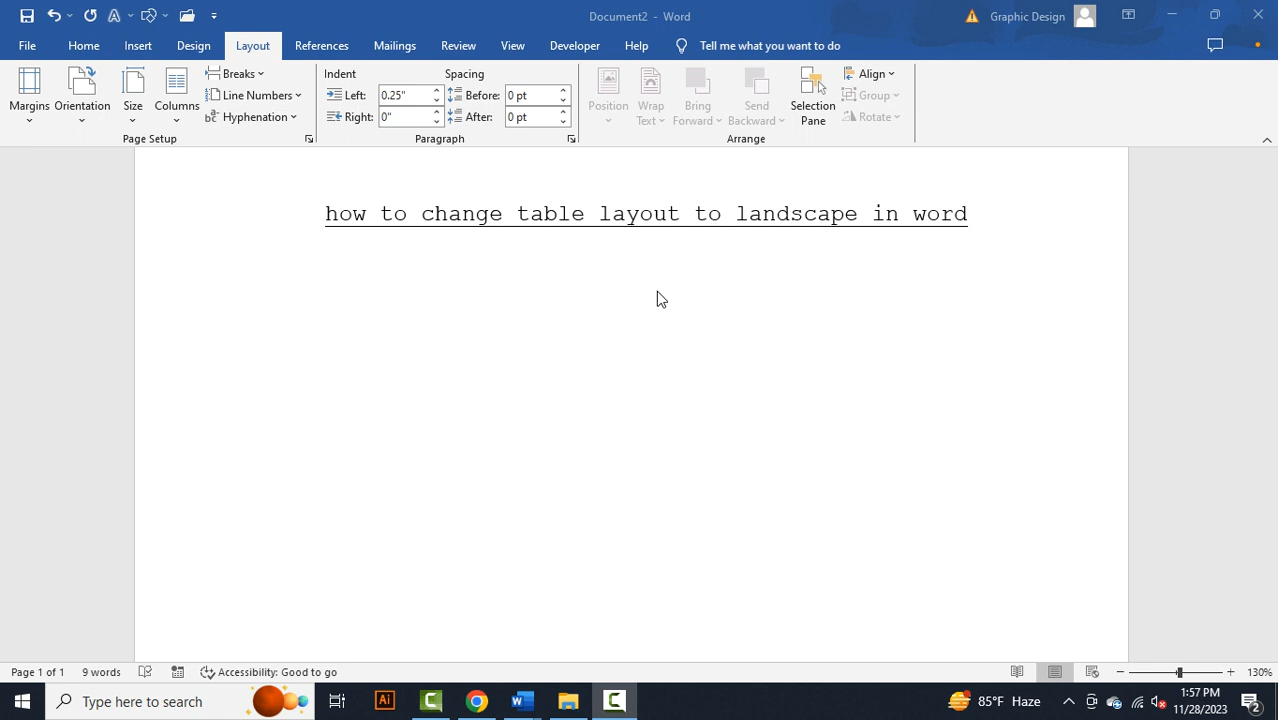 Document2 - Word
Graphic Design
File Home Insert Design Layout References Mailings Review View Developer Help Tell me what you want to do
Margins
Orientation
Size
Columns
Breaks
Line Numbers
Hyphenation
Page Setup
Indent
Left: 0.25"
Right: 0"
Spacing
Before: 0 pt
After: 0 pt
Paragraph
Position
Wrap
Text
Bring
Forward
Send
Backward
Selection
Pane
Align
Group
Rotate
Arrange
how to change table layout to landscape in word
Page 1 of 1 9 words Accessibility: Good to go 130%
Type here to search
Ai
85°F Haze
1:57 PM
11/28/2023
2